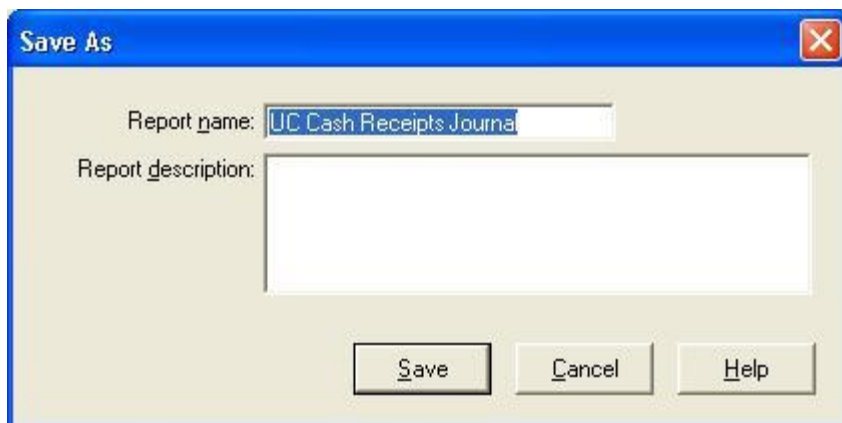 Save As
Report name: UC Cash Receipts Journal
Report description:
Save Cancel Help